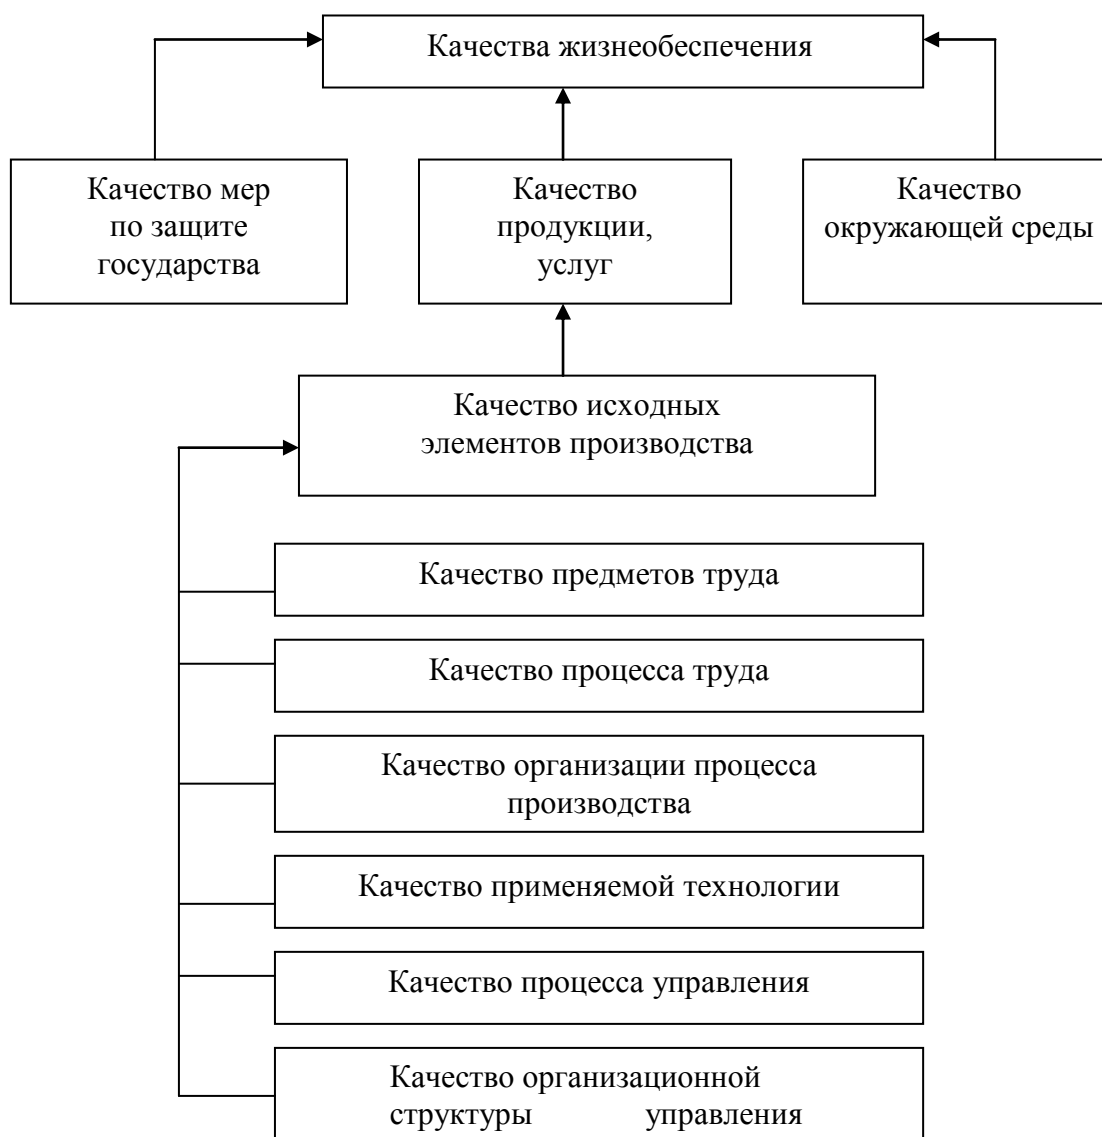 Качества жизнеобеспечения
Качество мер
по защите
государства
Качество
продукции,
услуг
Качество
окружающей среды
Качество исходных
элементов производства
Качество предметов труда
Качество процесса труда
Качество организации процесса
производства
Качество применяемой технологии
Качество процесса управления
Качество организационной
структуры управления